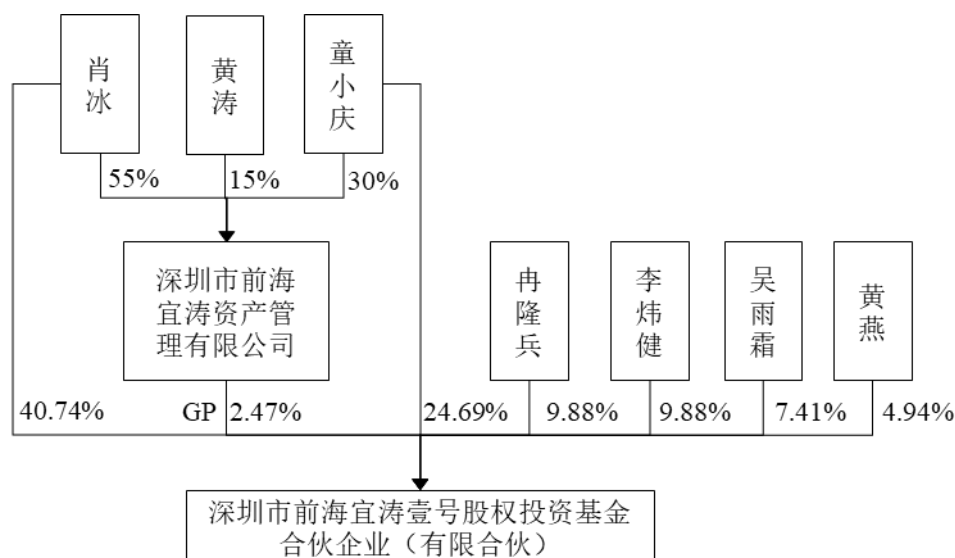 肖冰
黄涛
童小庆
55%
15%
30%
深圳市前海
宜涛资产管
理有限公司
冉隆兵
李炜健
吴雨霜
黄燕
40.74%
GP
2.47%
24.69%
9.88%
9.88%
7.41%
4.94%
深圳市前海宜涛壹号股权投资基金
合伙企业（有限合伙）